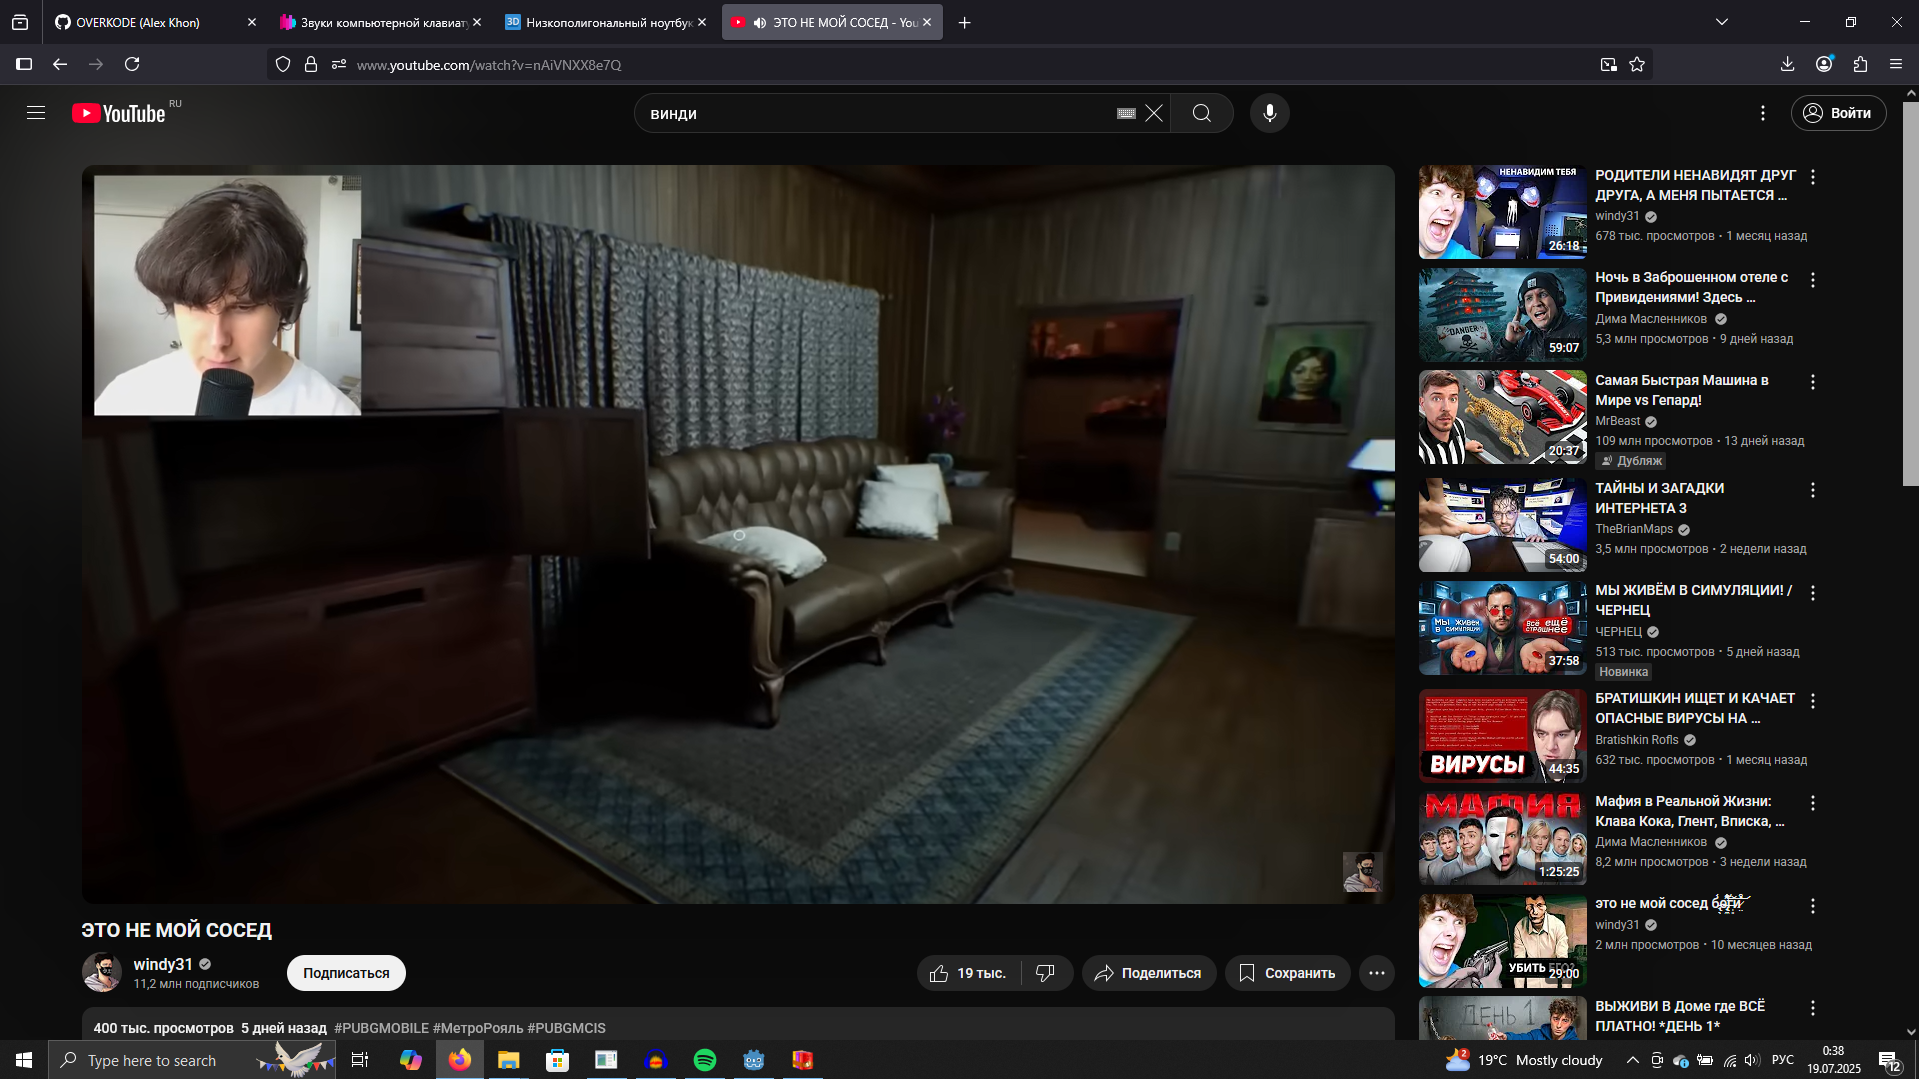 OVERKODE (Alex Khon)
Звуки компьютерной клавиат
Низкополигональный ноутбук
ЭТО НЕ МОЙ СОСЕД - You
www.youtube.com/watch?v=nAiVNXX8e7Q
YouTube RU
винди
Войти
НЕНАВИДИМ ТЕБЯ
26:18
РОДИТЕЛИ НЕНАВИДЯТ ДРУГ
ДРУГА, А МЕНЯ ПЫТАЕТСЯ ...
windy31
678 тыс. просмотров • 1 месяц назад
DANGER
59:07
Ночь в Заброшенном отеле с
Привидениями! Здесь ...
Дима Масленников
5,3 млн просмотров • 9 дней назад
20:37
Самая Быстрая Машина в
Мире vs Гепард!
MrBeast
109 млн просмотров • 13 дней назад
Дубляж
54:00
ТАЙНЫ И ЗАГАДКИ
ИНТЕРНЕТА 3
TheBrianMaps
3,5 млн просмотров • 2 недели назад
МЫ ЖИВЕМ
В СИМУЛЯЦИИ
ВСЁ ЕЩЁ
СТРАШНЕЕ
37:58
МЫ ЖИВЁМ В СИМУЛЯЦИИ! /
ЧЕРНЕЦ
ЧЕРНЕЦ
513 тыс. просмотров • 5 дней назад
Новинка
ВИРУСЫ
44:35
БРАТИШКИН ИЩЕТ И КАЧАЕТ
ОПАСНЫЕ ВИРУСЫ НА ...
Bratishkin Rofls
632 тыс. просмотров • 1 месяц назад
МАФИЯ
1:25:25
Мафия в Реальной Жизни:
Клава Кока, Глент, Вписка, ...
Дима Масленников
8,2 млн просмотров • 3 недели назад
УБИТЬ ЕГО?
29:00
это не мой сосед боги
windy31
2 млн просмотров • 10 месяцев назад
ДЕНЬ 1
ВЫЖИВИ В Доме где ВСЁ
ПЛАТНО! *ДЕНЬ 1*
ЭТО НЕ МОЙ СОСЕД
windy31
11,2 млн подписчиков
Подписаться
19 тыс.
Поделиться
Сохранить
400 тыс. просмотров 5 дней назад #PUBGMOBILE #МетроРояль #PUBGMCIS
Type here to search
2
19°C Mostly cloudy
РУС
0:38
19.07.2025
12